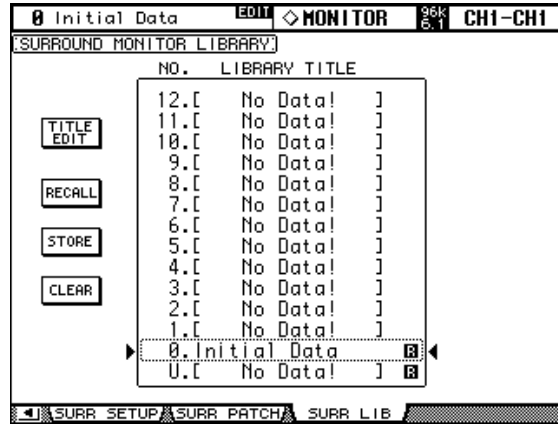 0 Initial Data EDIT ◇MONITOR 96k 6.1 CH1-CH1
SURROUND MONITOR LIBRARY
NO. LIBRARY TITLE
12.[ No Data! ]
11.[ No Data! ]
10.[ No Data! ]
9.[ No Data! ]
8.[ No Data! ]
7.[ No Data! ]
6.[ No Data! ]
5.[ No Data! ]
4.[ No Data! ]
3.[ No Data! ]
2.[ No Data! ]
1.[ No Data! ]
0.Initial Data R
U.[ No Data! ] R
TITLE
EDIT
RECALL
STORE
CLEAR
SURR SETUP SURR PATCH SURR LIB